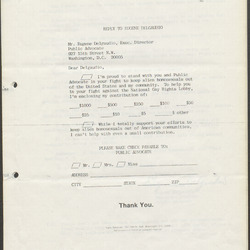 REPLY TO EUGENE DELGAUDIO
Mr. Eugene Delgaudio, Exec. Director
Public Advocate
Washington, D.C. 20002
Dear Delgaudio,
I'm proud to stand with you and Public
Advocate in your fight to keep alien homosexuals out
of the United States and my community. To help you
in your fight against the National Gay Rights lobby,
I'm enclosing my contribution of:
$1000 $500 $250 $100 $50
$25 $15 $ other
While I totally support your efforts to
keep alien homosexuals out of American communities,
I can't help with even a small contribution.
PLEASE MAKE CHECK PAYABLE TO:
PUBLIC ADVOCATE
Mr. Mrs. Miss
ADDRESS
CITY STATE ZIP
Thank You.